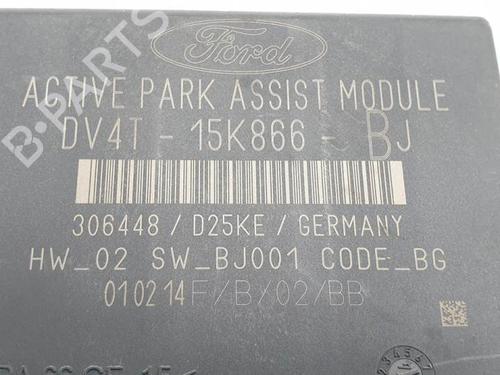 Ford
ACTIVE PARK ASSIST MODULE
DV4T - 15K866 - BJ
306448 / D25KE / GERMANY
HW_02 SW_BJ001 CODE_BG
010214F/B/02/BB
B-PARTS